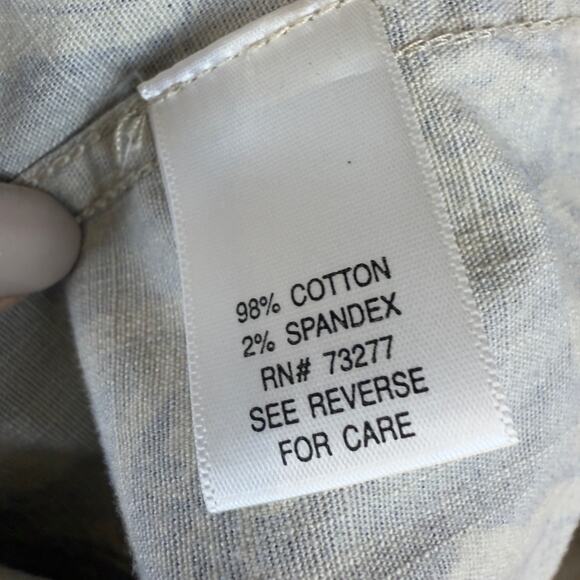 98% COTTON
2% SPANDEX
RN# 73277
SEE REVERSE
FOR CARE